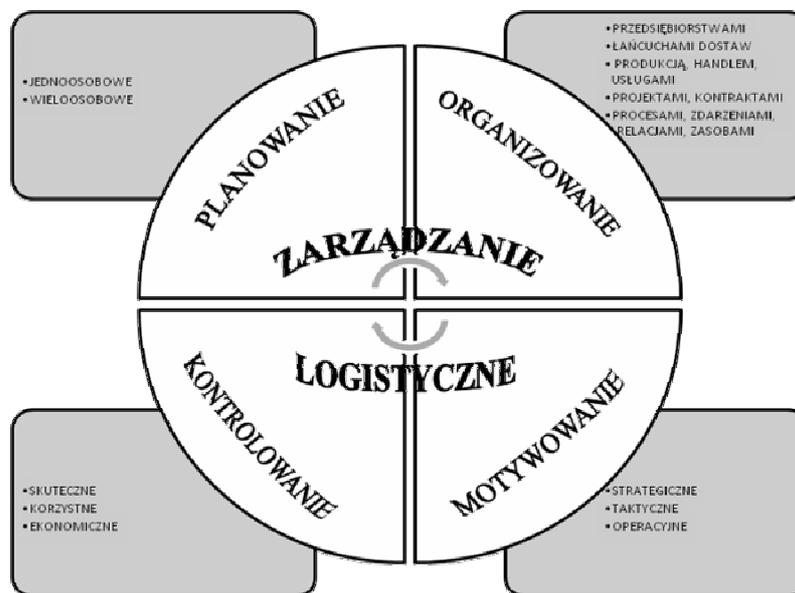 •JEDNOOSOBOWE
•WIELOOSOBOWE
•PRZEDSIĘBIORSTWAMI
•ŁAŃCUCHAMI DOSTAW
•PRODUKCJĄ, HANDLEM,
USŁUGAMI
•PROJEKTAMI, KONTRAKTAMI
•PROCESAMI, ZDARZENIAMI,
RELACJAMI, ZASOBAMI
PLANOWANIE
ORGANIZOWANIE
ZARZĄDZANIE
LOGISTYCZNE
KONTROLOWANIE
MOTYWOWANIE
•SKUTECZNE
•KORZYSTNE
•EKONOMICZNE
•STRATEGICZNE
•TAKTYCZNE
•OPERACYJNE